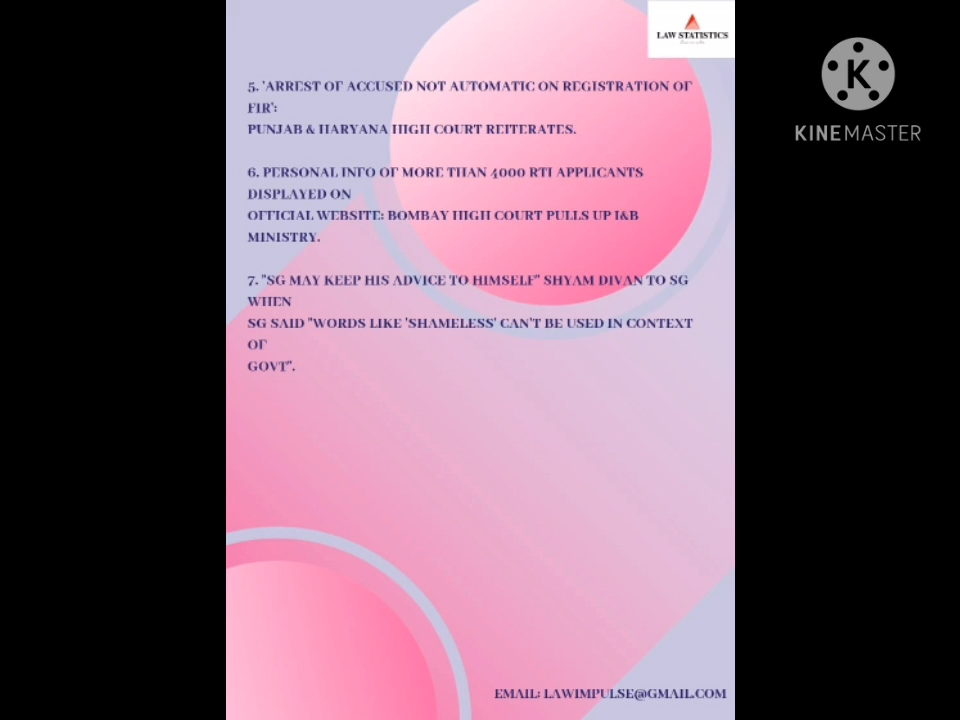 LAW STATISTICS
K
KINEMASTER
5. 'ARREST OF ACCUSED NOT AUTOMATIC ON REGISTRATION OF
FIR':
PUNJAB & HARYANA HIGH COURT REITERATES.
6. PERSONAL INFO OF MORE THAN 4000 RTI APPLICANTS
DISPLAYED ON
OFFICIAL WEBSITE: BOMBAY HIGH COURT PULLS UP I&B
MINISTRY.
7. "SG MAY KEEP HIS ADVICE TO HIMSELF" SHYAM DIVAN TO SG
WHEN
SG SAID "WORDS LIKE 'SHAMELESS' CAN'T BE USED IN CONTEXT
OF
GOVT".
EMAIL: LAWIMPULSE@GMAIL.COM